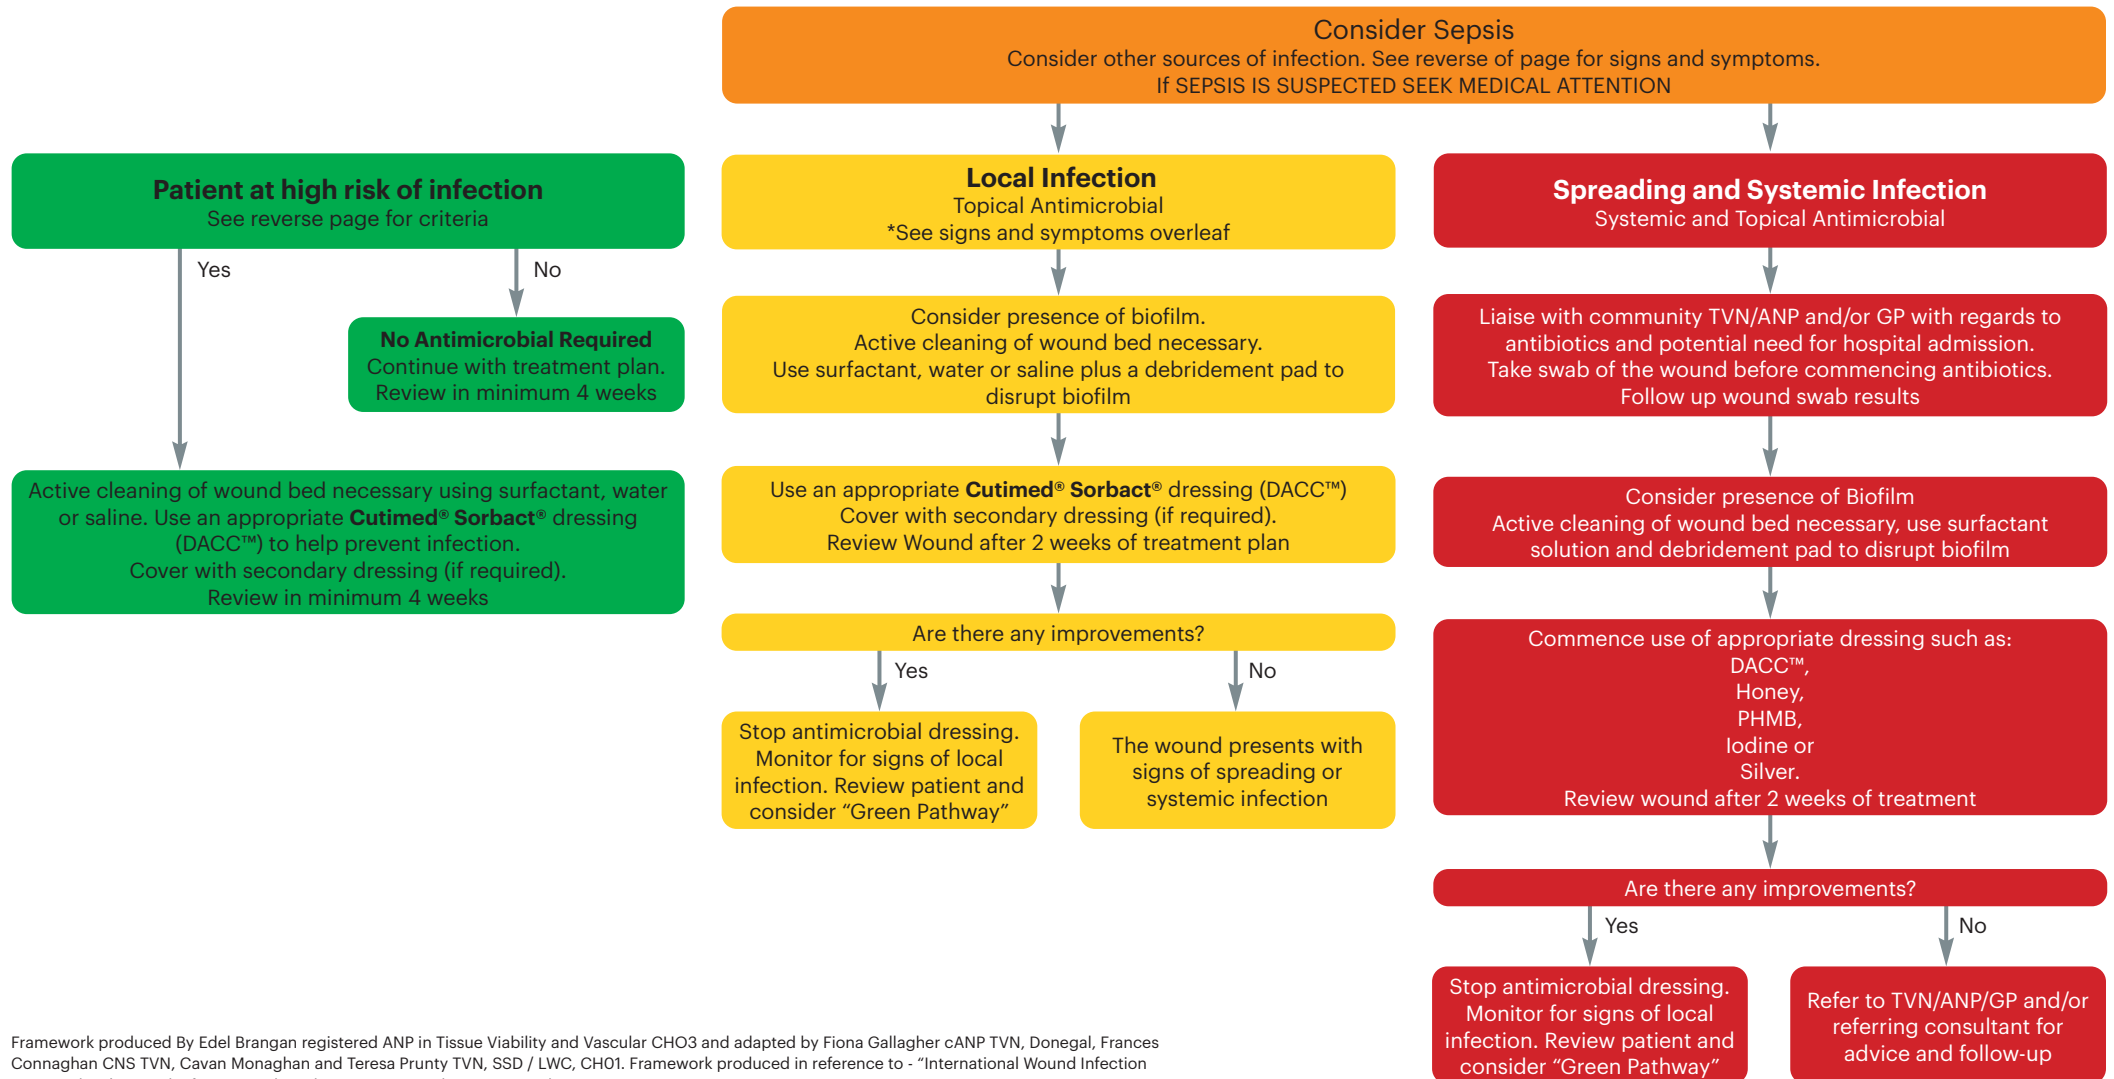 Consider Sepsis
Consider other sources of infection. See reverse of page for signs and symptoms.
If SEPSIS IS SUSPECTED SEEK MEDICAL ATTENTION
Patient at high risk of infection
See reverse page for criteria
Yes
No
No Antimicrobial Required
Continue with treatment plan.
Review in minimum 4 weeks
Active cleaning of wound bed necessary using surfactant, water
or saline. Use an appropriate Cutimed® Sorbact® dressing
(DACC™) to help prevent infection.
Cover with secondary dressing (if required).
Review in minimum 4 weeks
Local Infection
Topical Antimicrobial
*See signs and symptoms overleaf
Consider presence of biofilm.
Active cleaning of wound bed necessary.
Use surfactant, water or saline plus a debridement pad to
disrupt biofilm
Use an appropriate Cutimed® Sorbact® dressing (DACC™)
Cover with secondary dressing (if required).
Review Wound after 2 weeks of treatment plan
Are there any improvements?
Yes
No
Stop antimicrobial dressing.
Monitor for signs of local
infection. Review patient and
consider “Green Pathway”
The wound presents with
signs of spreading or
systemic infection
Spreading and Systemic Infection
Systemic and Topical Antimicrobial
Liaise with community TVN/ANP and/or GP with regards to
antibiotics and potential need for hospital admission.
Take swab of the wound before commencing antibiotics.
Follow up wound swab results
Consider presence of Biofilm
Active cleaning of wound bed necessary, use surfactant
solution and debridement pad to disrupt biofilm
Commence use of appropriate dressing such as:
DACC™,
Honey,
PHMB,
Iodine or
Silver.
Review wound after 2 weeks of treatment
Are there any improvements?
Yes
No
Stop antimicrobial dressing.
Monitor for signs of local
infection. Review patient and
consider “Green Pathway”
Refer to TVN/ANP/GP and/or
referring consultant for
advice and follow-up
Framework produced By Edel Brangan registered ANP in Tissue Viability and Vascular CHO3 and adapted by Fiona Gallagher cANP TVN, Donegal, Frances
Connaghan CNS TVN, Cavan Monaghan and Teresa Prunty TVN, SSD / LWC, CH01. Framework produced in reference to - “International Wound Infection